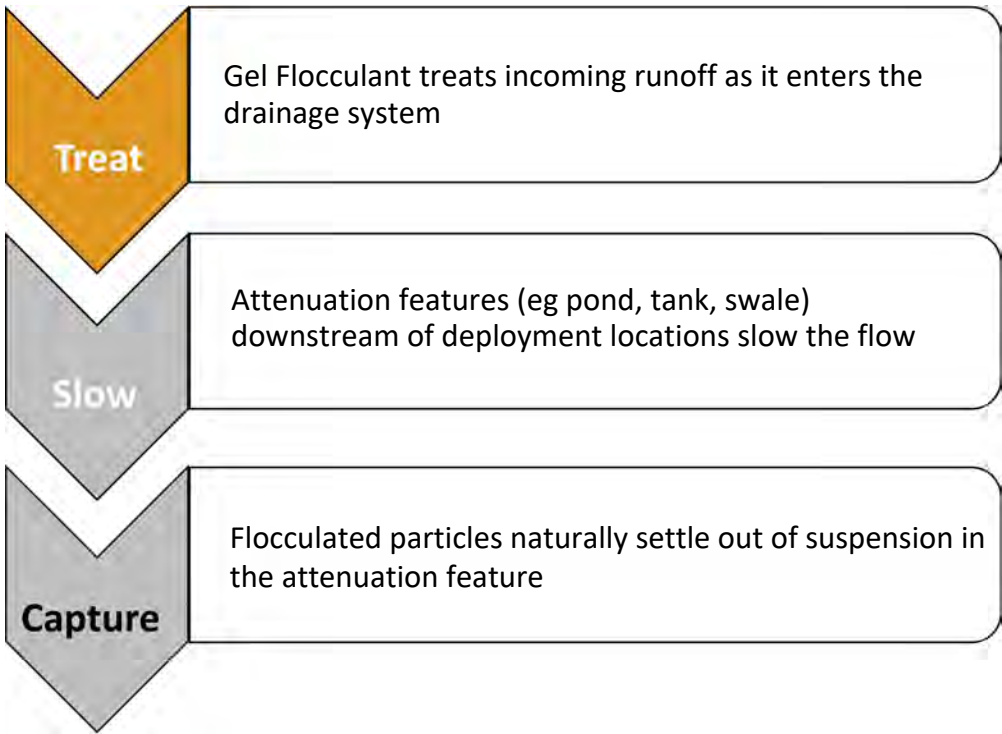 Treat
Gel Flocculant treats incoming runoff as it enters the
drainage system
Slow
Attenuation features (eg pond, tank, swale)
downstream of deployment locations slow the flow
Capture
Flocculated particles naturally settle out of suspension in
the attenuation feature